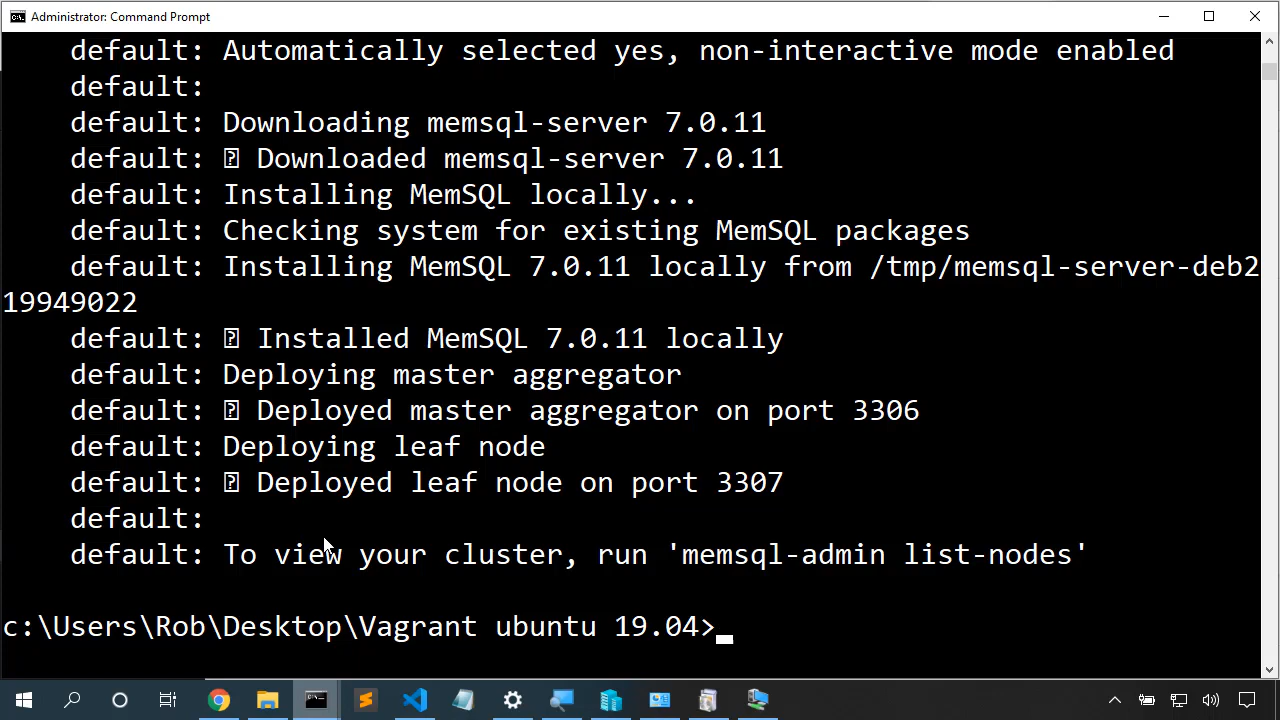 Administrator: Command Prompt
default: Automatically selected yes, non-interactive mode enabled
default:
default: Downloading memsql-server 7.0.11
default: ⍰ Downloaded memsql-server 7.0.11
default: Installing MemSQL locally...
default: Checking system for existing MemSQL packages
default: Installing MemSQL 7.0.11 locally from /tmp/memsql-server-deb2
19949022
default: ⍰ Installed MemSQL 7.0.11 locally
default: Deploying master aggregator
default: ⍰ Deployed master aggregator on port 3306
default: Deploying leaf node
default: ⍰ Deployed leaf node on port 3307
default:
default: To view your cluster, run 'memsql-admin list-nodes'
c:\Users\Rob\Desktop\Vagrant ubuntu 19.04>